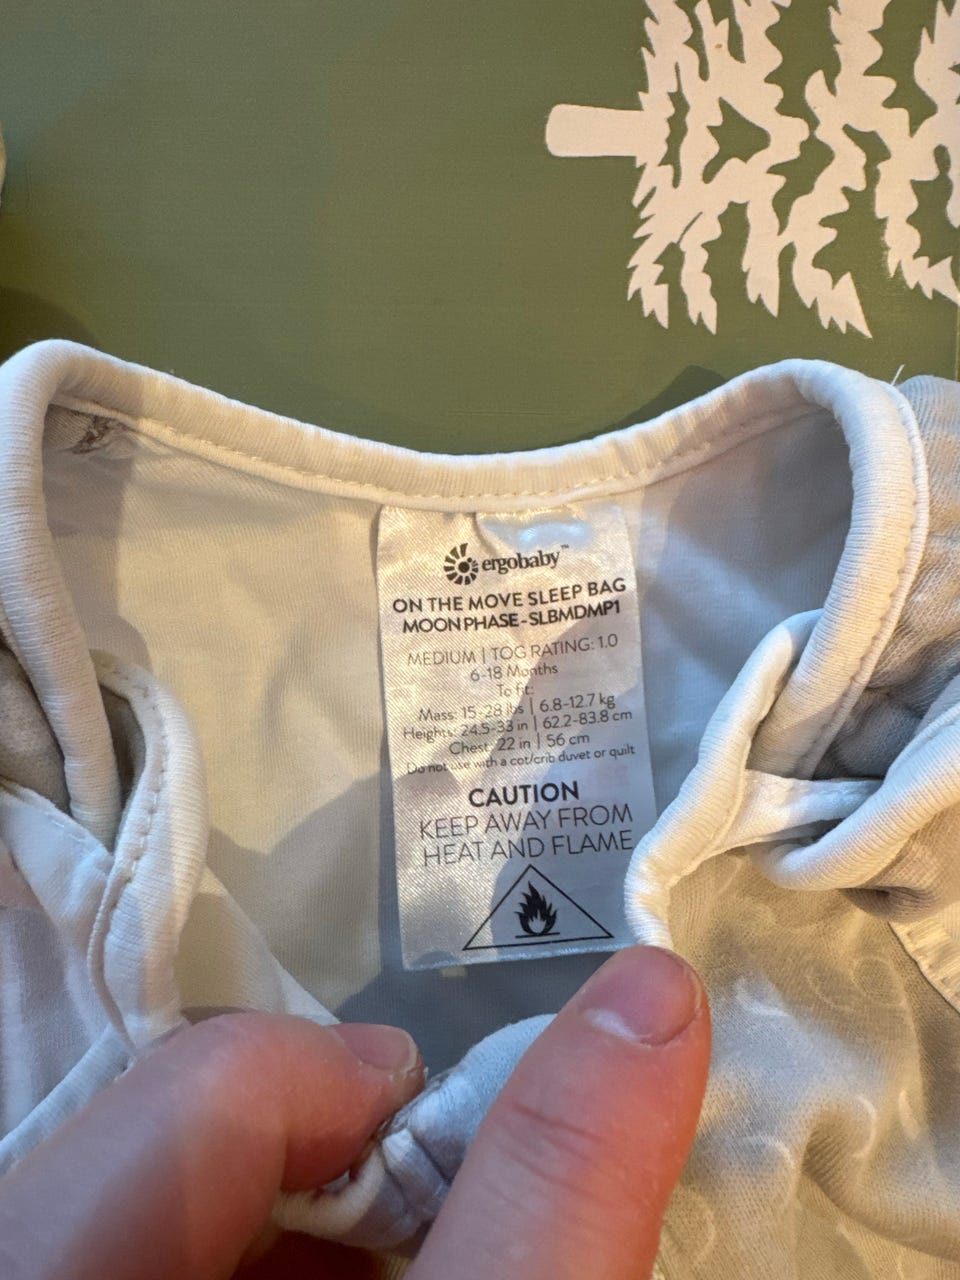 ergobaby™
ON THE MOVE SLEEP BAG
MOON PHASE - SLBMDMP1
MEDIUM | TOG RATING: 1.0
6-18 Months
To fit:
Mass: 15-28 lbs | 6.8-12.7 kg
Heights: 24.5-33 in | 62.2-83.8 cm
Chest: 22 in | 56 cm
Do not use with a cot/crib duvet or quilt
CAUTION
KEEP AWAY FROM
HEAT AND FLAME